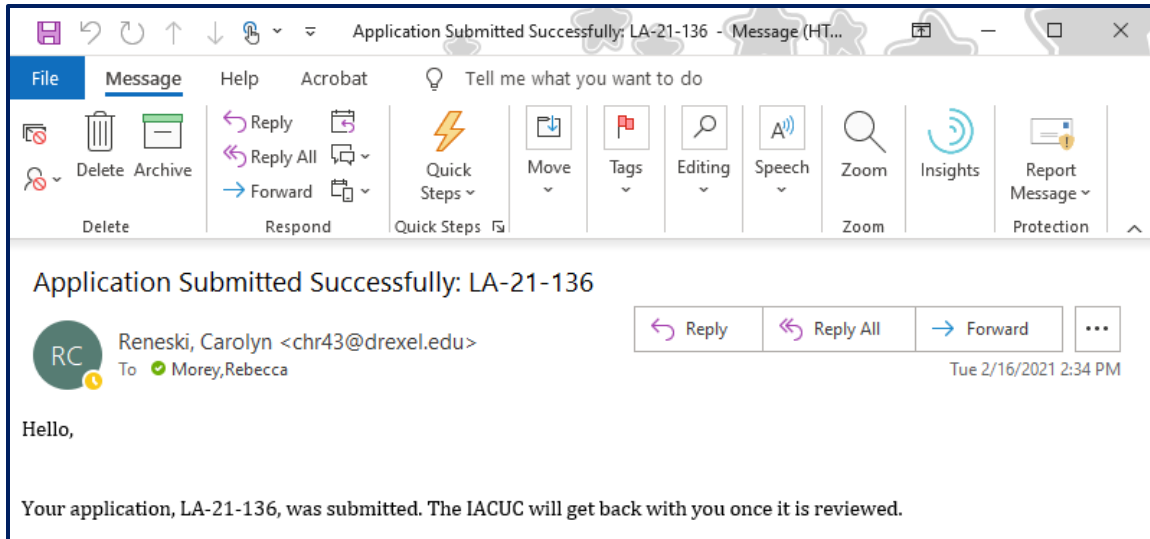 Application Submitted Successfully: LA-21-136 - Message (HT...
File Message Help Acrobat Tell me what you want to do
Delete Archive Reply Reply All Forward Quick Steps Move Tags Editing Speech Zoom Insights Report Message
Delete Respond Quick Steps Zoom Protection
Application Submitted Successfully: LA-21-136
RC
Reneski, Carolyn <chr43@drexel.edu>
Reply Reply All Forward ...
To Morey,Rebecca
Tue 2/16/2021 2:34 PM
Hello,
Your application, LA-21-136, was submitted. The IACUC will get back with you once it is reviewed.